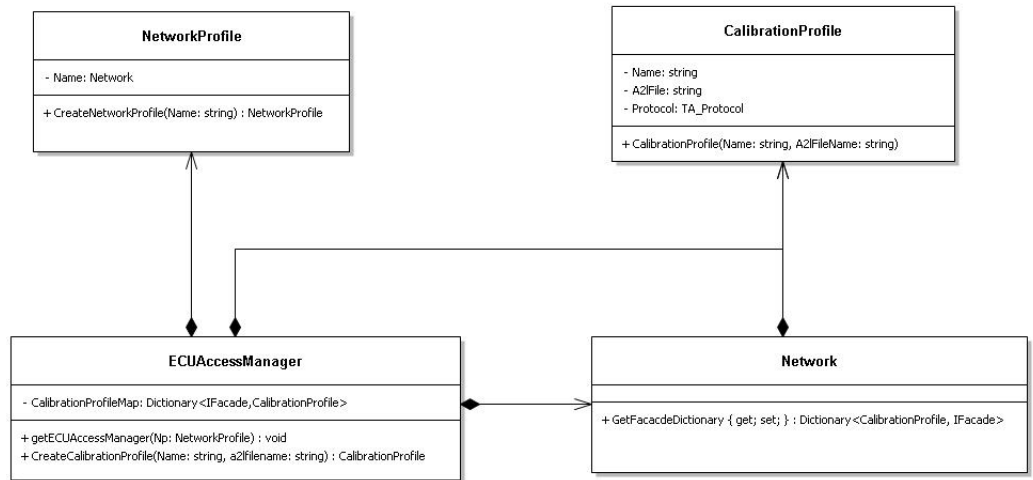 NetworkProfile
- Name: Network
+ CreateNetworkProfile(Name: string) : NetworkProfile
CalibrationProfile
- Name: string
- A2lFile: string
- Protocol: TA_Protocol
+ CalibrationProfile(Name: string, A2lFileName: string)
ECUAccessManager
- CalibrationProfileMap: Dictionary<IFacade,CalibrationProfile>
+ getECUAccessManager(Np: NetworkProfile) : void
+ CreateCalibrationProfile(Name: string, a2lfilename: string) : CalibrationProfile
Network
+ GetFacacdeDictionary { get; set; } : Dictionary<CalibrationProfile, IFacade>